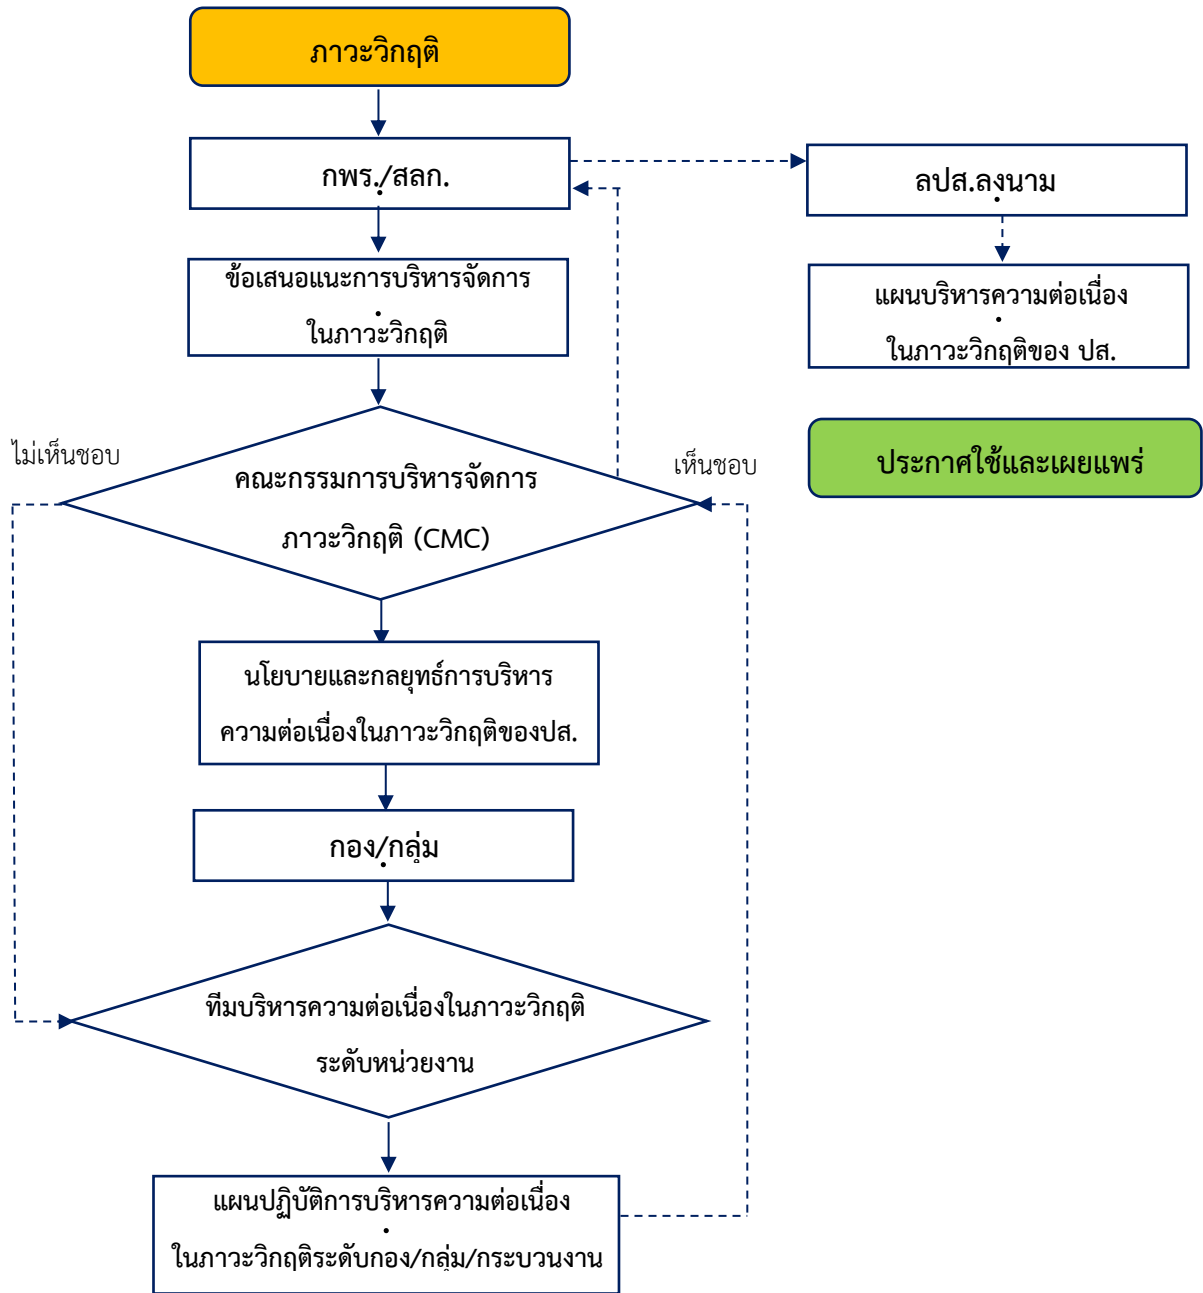 ภาวะวิกฤติ
กพร./สลก.
ลปส.ลงนาม
ข้อเสนอแนะการบริหารจัดการ
ในภาวะวิกฤติ
แผนบริหารความต่อเนื่อง
ในภาวะวิกฤติของ ปส.
ไม่เห็นชอบ
คณะกรรมการบริหารจัดการ
ภาวะวิกฤติ (CMC)
เห็นชอบ
ประกาศใช้และเผยแพร่
นโยบายและกลยุทธ์การบริหาร
ความต่อเนื่องในภาวะวิกฤติของปส.
กอง/กลุ่ม
ทีมบริหารความต่อเนื่องในภาวะวิกฤติ
ระดับหน่วยงาน
แผนปฏิบัติการบริหารความต่อเนื่อง
ในภาวะวิกฤติระดับกอง/กลุ่ม/กระบวนงาน